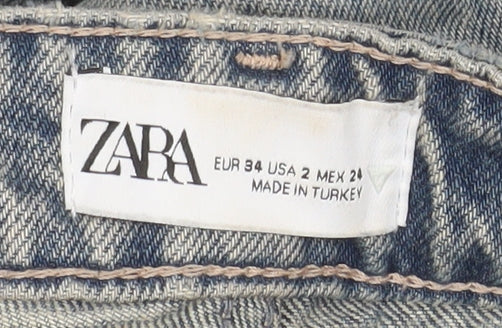 ZARA
EUR 34 USA 2 MEX 24
MADE IN TURKEY